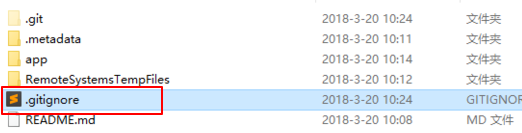 .git 2018-3-20 10:24 文件夹
.metadata 2018-3-20 10:11 文件夹
app 2018-3-20 10:14 文件夹
RemoteSystemsTempFiles 2018-3-20 10:12 文件夹
.gitignore 2018-3-20 10:24 GITIGNOR
README.md 2018-3-20 10:08 MD 文件